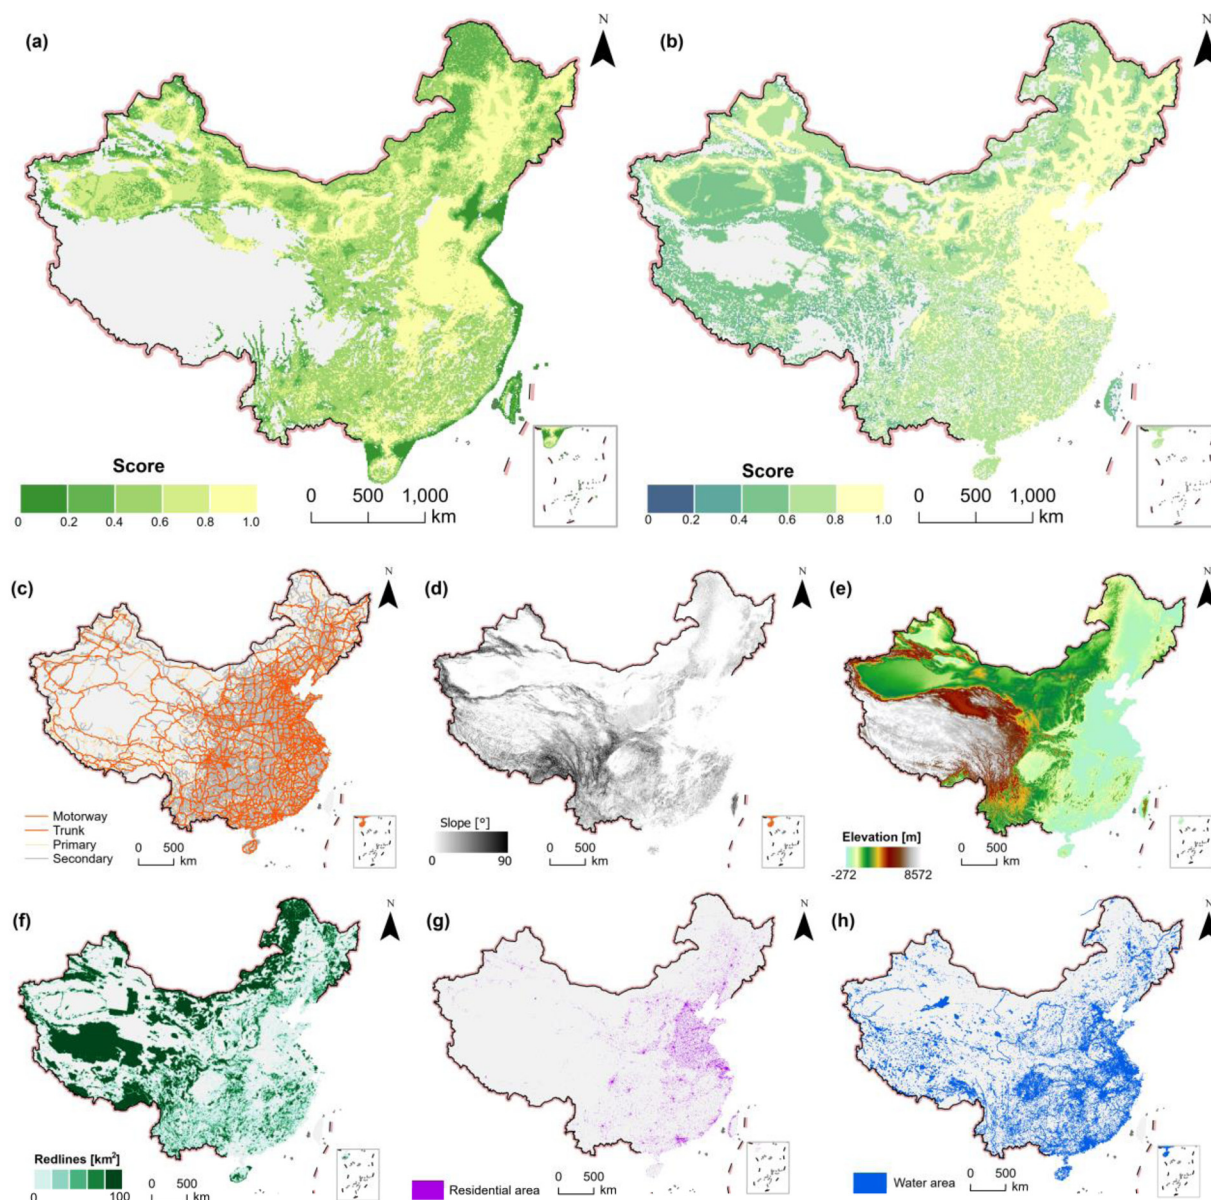 (a)
N
(b)
N
Score
0 0.2 0.4 0.6 0.8 1.0
0 500 1,000
km
Score
0 0.2 0.4 0.6 0.8 1.0
0 500 1,000
km
(c)
N
Motorway
Trunk
Primary
Secondary
0 500
km
(d)
N
Slope [°]
0 90
0 500
km
(e)
N
Elevation [m]
-272 8572
0 500
km
(f)
N
Redlines [km²]
0 100
0 500
km
(g)
N
Residential area
0 500
km
(h)
N
Water area
0 500
km